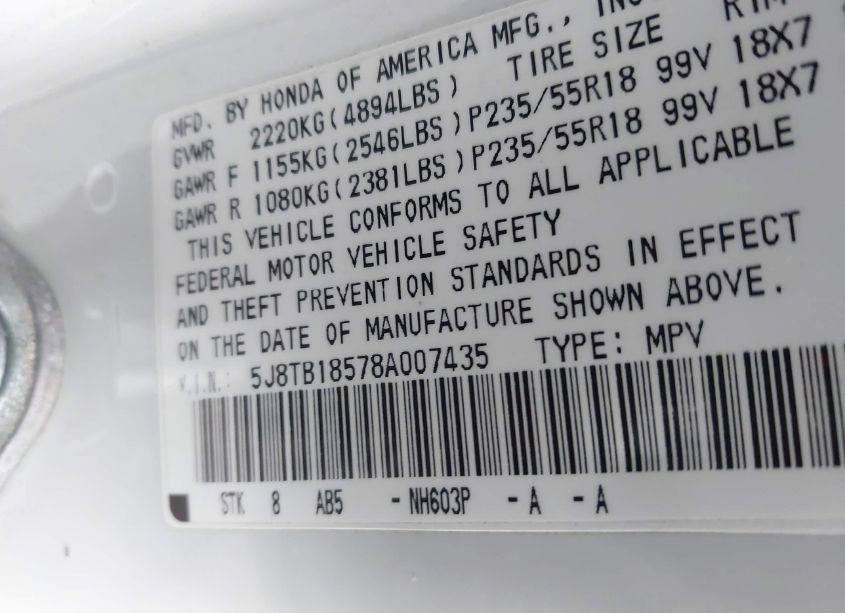 MFD. BY HONDA OF AMERICA MFG., INC
GVWR 2220KG(4894LBS) TIRE SIZE RIM
GAWR F 1155KG(2546LBS)P235/55R18 99V 18X7
GAWR R 1080KG(2381LBS)P235/55R18 99V 18X7
THIS VEHICLE CONFORMS TO ALL APPLICABLE
FEDERAL MOTOR VEHICLE SAFETY
AND THEFT PREVENTION STANDARDS IN EFFECT
ON THE DATE OF MANUFACTURE SHOWN ABOVE.
V.I.N.: 5J8TB18578A007435 TYPE: MPV
STK 8 AB5 -NH603P -A -A